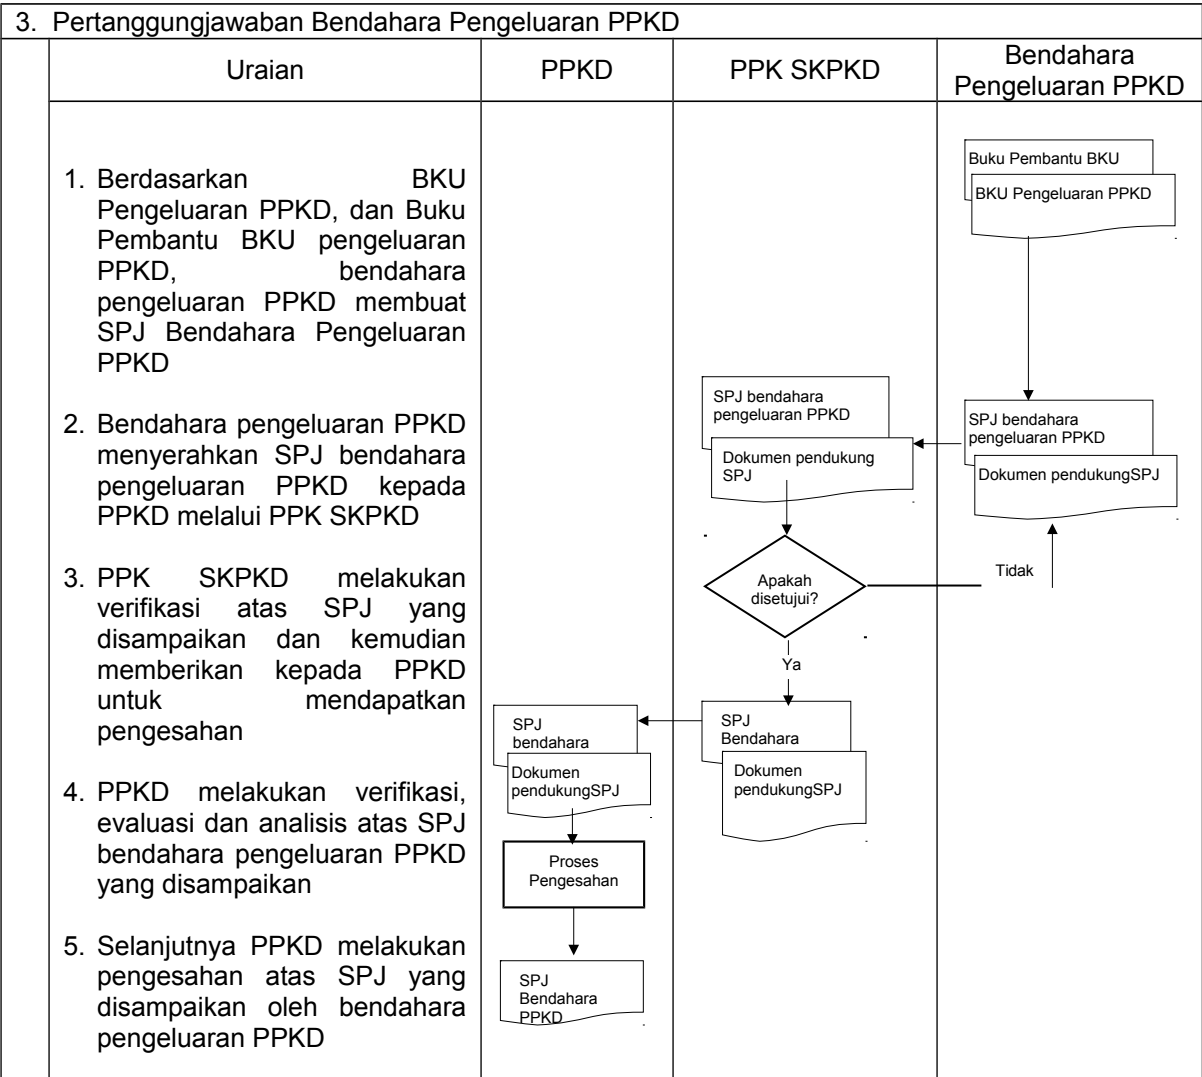 3. Pertanggungjawaban Bendahara Pengeluaran PPKD
Uraian
PPKD
PPK SKPKD
Bendahara
Pengeluaran PPKD
1. Berdasarkan BKU
Pengeluaran PPKD, dan Buku
Pembantu BKU pengeluaran
PPKD, bendahara
pengeluaran PPKD membuat
SPJ Bendahara Pengeluaran
PPKD
2. Bendahara pengeluaran PPKD
menyerahkan SPJ bendahara
pengeluaran PPKD kepada
PPKD melalui PPK SKPKD
3. PPK SKPKD melakukan
verifikasi atas SPJ yang
disampaikan dan kemudian
memberikan kepada PPKD
untuk mendapatkan
pengesahan
4. PPKD melakukan verifikasi,
evaluasi dan analisis atas SPJ
bendahara pengeluaran PPKD
yang disampaikan
5. Selanjutnya PPKD melakukan
pengesahan atas SPJ yang
disampaikan oleh bendahara
pengeluaran PPKD
Buku Pembantu BKU
BKU Pengeluaran PPKD
SPJ bendahara
pengeluaran PPKD
Dokumen pendukungSPJ
SPJ bendahara
pengeluaran PPKD
Dokumen pendukung
SPJ
Apakah
disetujui?
Tidak
Ya
SPJ
Bendahara
Dokumen
pendukungSPJ
SPJ
bendahara
Dokumen
pendukungSPJ
Proses
Pengesahan
SPJ
Bendahara
PPKD